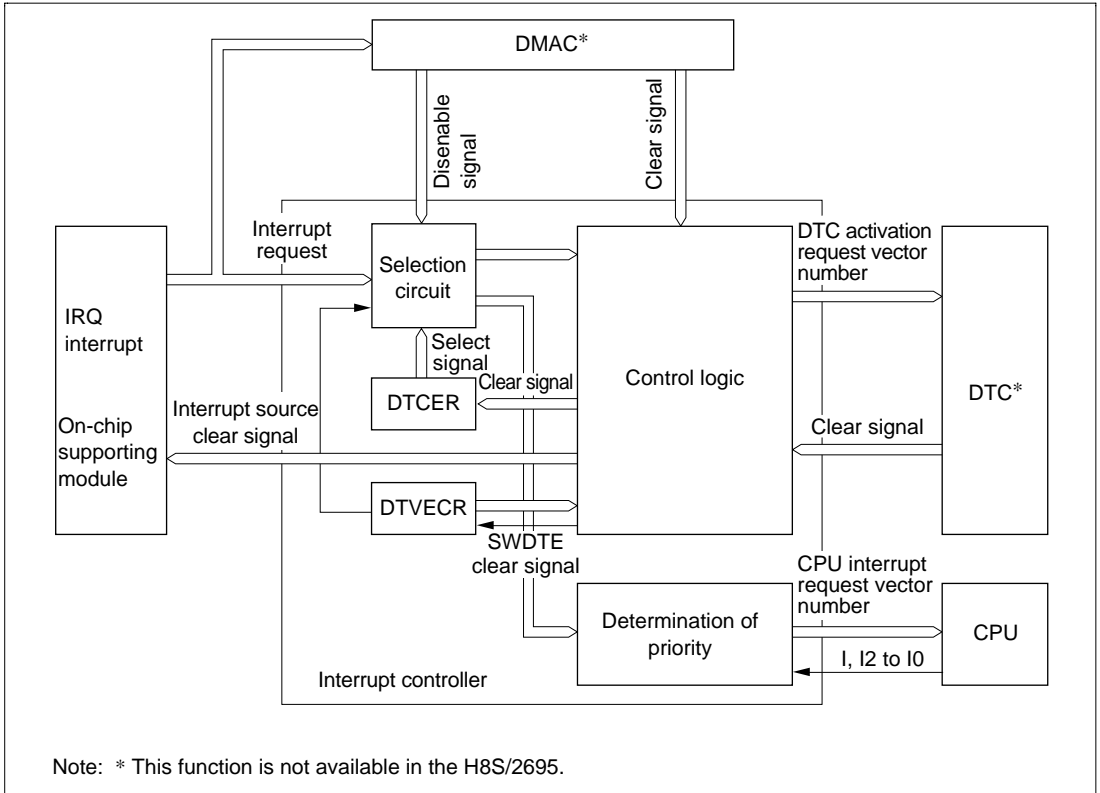 DMAC*
Disenable
signal
Clear signal
Interrupt
request
Selection
circuit
DTC activation
request vector
number
IRQ
interrupt
Select
signal
Clear signal
Control logic
DTC*
DTCER
Interrupt source
clear signal
Clear signal
On-chip
supporting
module
DTVECR
SWDTE
clear signal
CPU interrupt
request vector
number
Determination of
priority
CPU
I, I2 to I0
Interrupt controller
Note: * This function is not available in the H8S/2695.